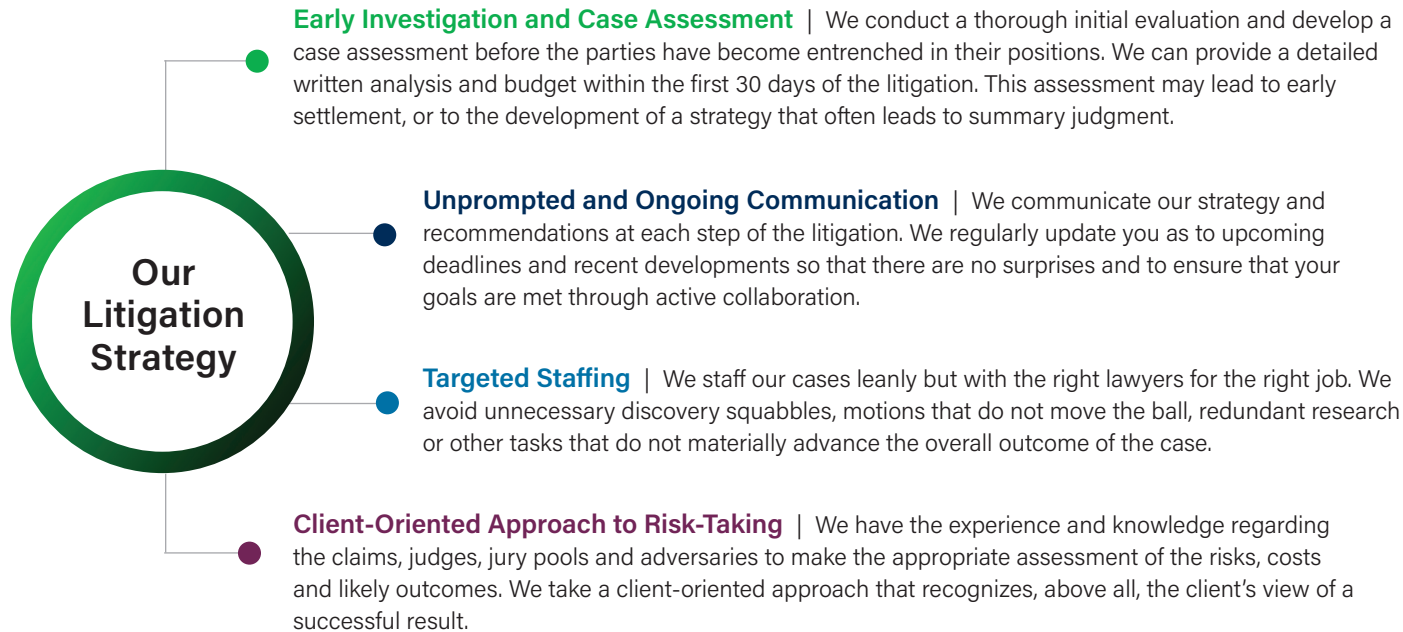 Early Investigation and Case Assessment | We conduct a thorough initial evaluation and develop a
case assessment before the parties have become entrenched in their positions. We can provide a detailed
written analysis and budget within the first 30 days of the litigation. This assessment may lead to early
settlement, or to the development of a strategy that often leads to summary judgment.
Our
Litigation
Strategy
Unprompted and Ongoing Communication | We communicate our strategy and
recommendations at each step of the litigation. We regularly update you as to upcoming
deadlines and recent developments so that there are no surprises and to ensure that your
goals are met through active collaboration.
Targeted Staffing | We staff our cases leanly but with the right lawyers for the right job. We
avoid unnecessary discovery squabbles, motions that do not move the ball, redundant research
or other tasks that do not materially advance the overall outcome of the case.
Client-Oriented Approach to Risk-Taking | We have the experience and knowledge regarding
the claims, judges, jury pools and adversaries to make the appropriate assessment of the risks, costs
and likely outcomes. We take a client-oriented approach that recognizes, above all, the client’s view of a
successful result.